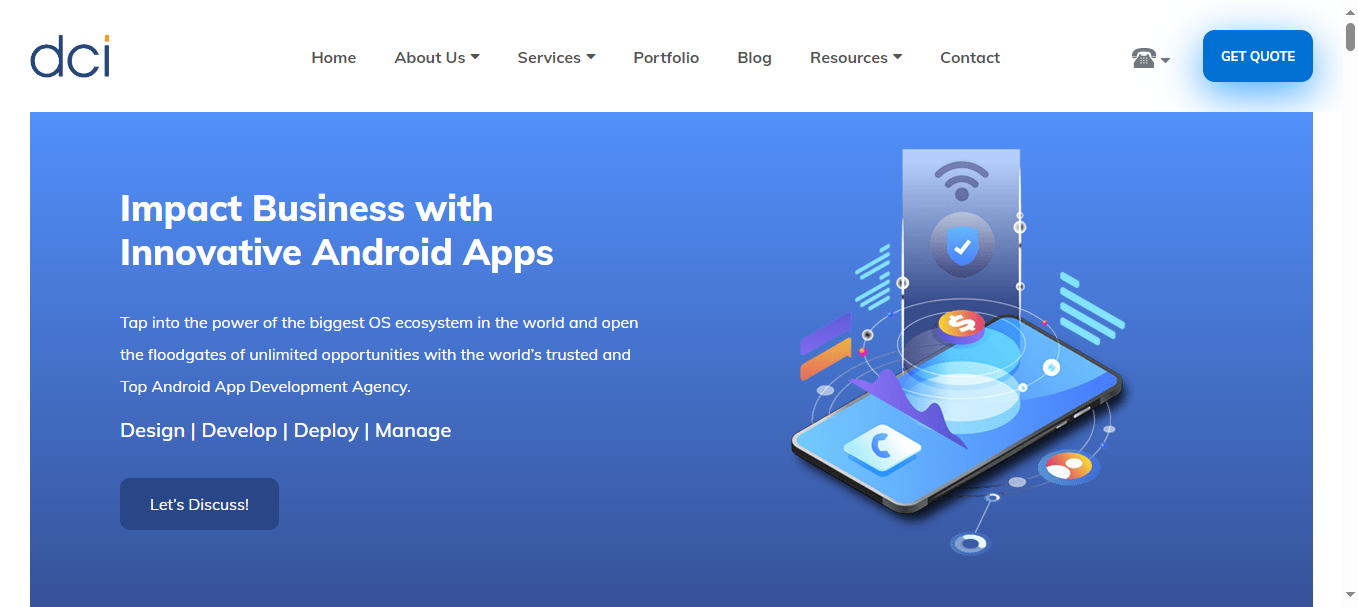 dci
Home About Us Services Portfolio Blog Resources Contact
GET QUOTE
Impact Business with
Innovative Android Apps
Tap into the power of the biggest OS ecosystem in the world and open
the floodgates of unlimited opportunities with the world’s trusted and
Top Android App Development Agency.
Design | Develop | Deploy | Manage
Let’s Discuss!